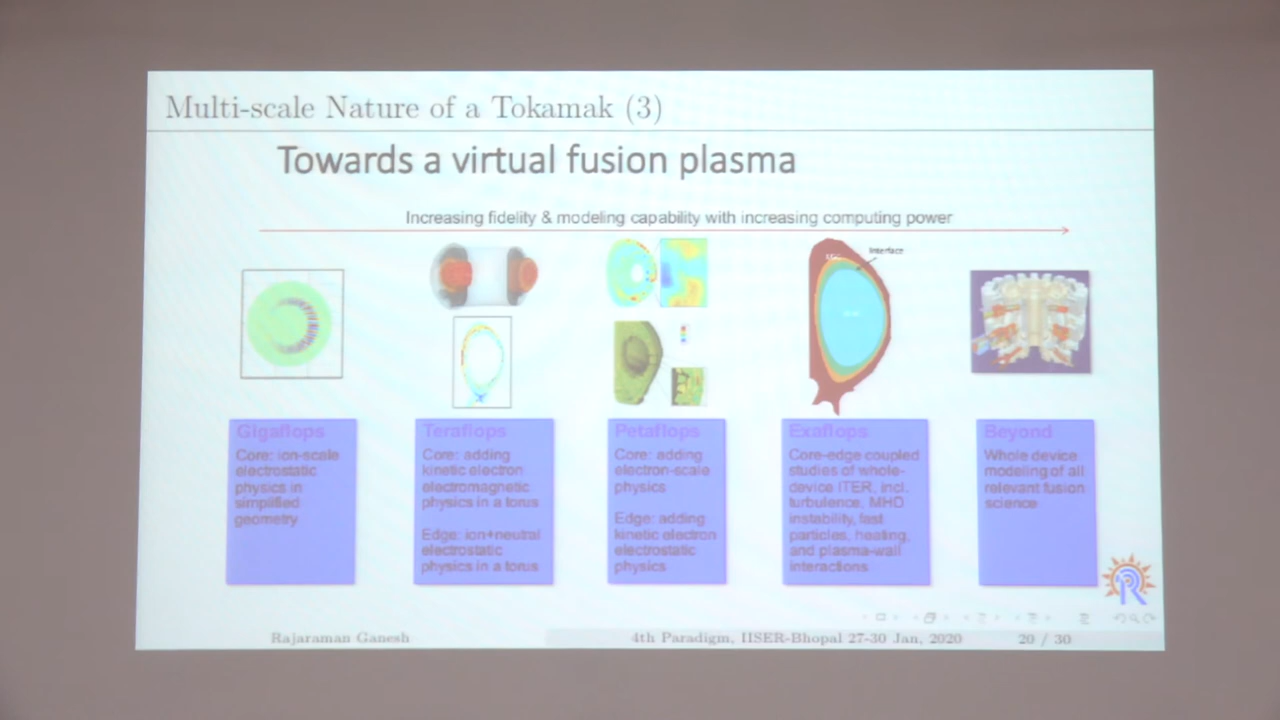 Multi-scale Nature of a Tokamak (3)
Towards a virtual fusion plasma
Increasing fidelity & modeling capability with increasing computing power
Interface
Gigaflops
Core: ion-scale
electrostatic
physics in
simplified
geometry
Teraflops
Core: adding
kinetic electron
electromagnetic
physics in a torus
Edge: ion+neutral
electrostatic
physics in a torus
Petaflops
Core: adding
electron-scale
physics
Edge: adding
kinetic electron
electrostatic
physics
Exaflops
Core-edge coupled
studies of whole-
device ITER, incl.
turbulence, MHD
instability, fast
particles, heating,
and plasma-wall
interactions
Beyond
Whole device
modeling of all
relevant fusion
science
R
Rajaraman Ganesh
4th Paradigm, IISER-Bhopal 27-30 Jan, 2020
20 / 30